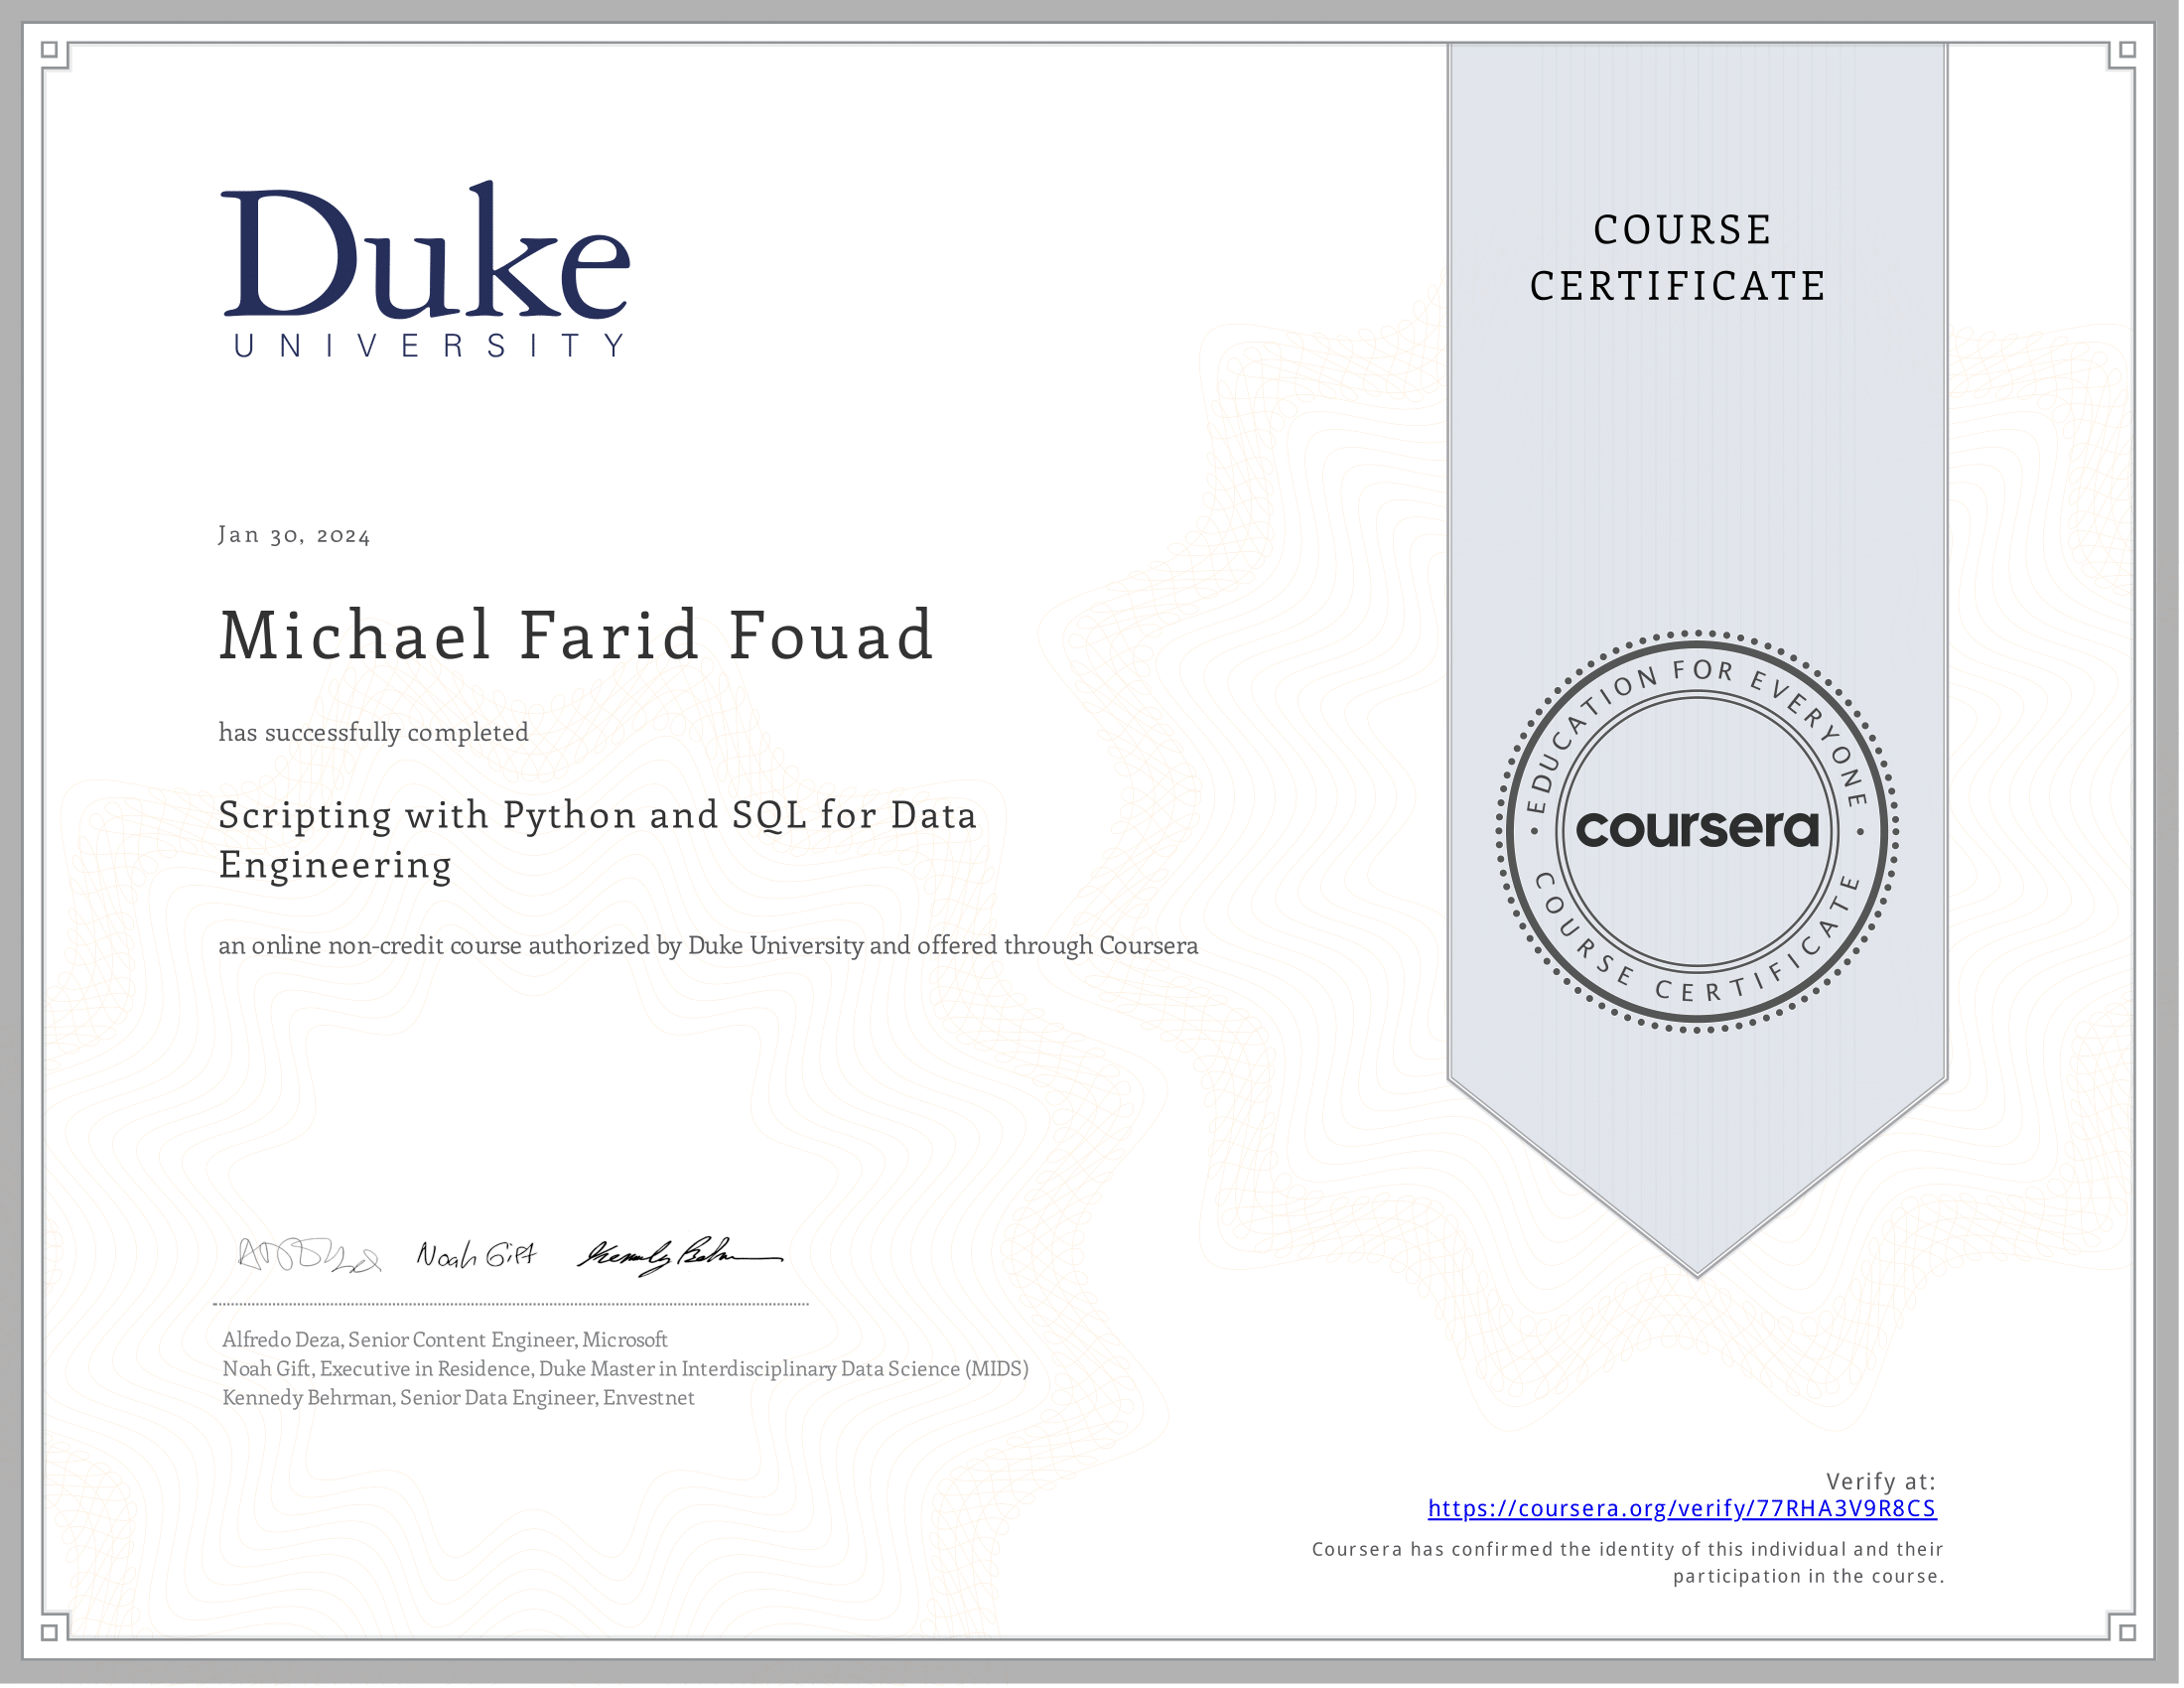 Duke
UNIVERSITY
COURSE
CERTIFICATE
Jan 30, 2024
Michael Farid Fouad
has successfully completed
Scripting with Python and SQL for Data
Engineering
an online non-credit course authorized by Duke University and offered through Coursera
EDUCATION FOR EVERYONE
coursera
COURSE CERTIFICATE
Noah Gift
Alfredo Deza, Senior Content Engineer, Microsoft
Noah Gift, Executive in Residence, Duke Master in Interdisciplinary Data Science (MIDS)
Kennedy Behrman, Senior Data Engineer, Envestnet
Verify at:
https://coursera.org/verify/77RHA3V9R8CS
Coursera has confirmed the identity of this individual and their
participation in the course.